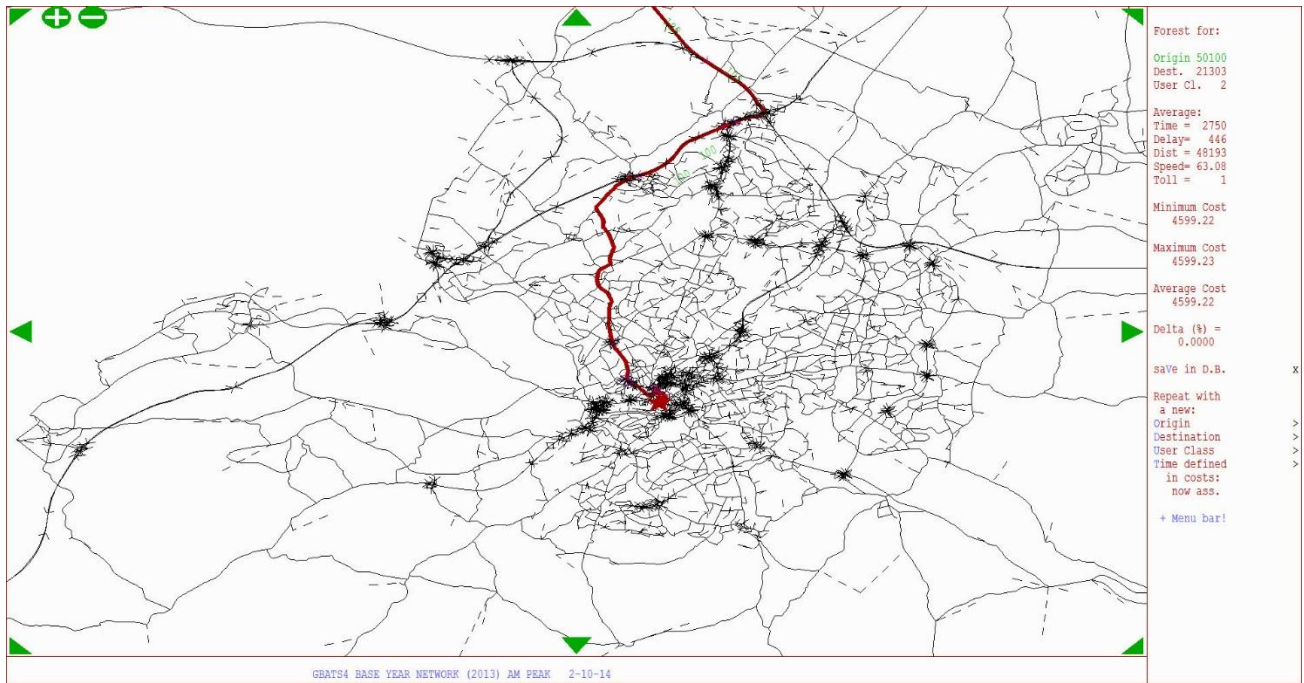 Forest for:
Origin 50100
Dest. 21303
User Cl. 2
Average:
Time = 2750
Delay= 446
Dist = 48193
Speed= 63.08
Toll = 1
Minimum Cost
4599.22
Maximum Cost
4599.23
Average Cost
4599.22
Delta (%) =
0.0000
saVe in D.B. x
Repeat with
a new:
Origin >
Destination >
User Class >
Time defined >
in costs:
now ass.
+ Menu bar!
100
GBATS4 BASE YEAR NETWORK (2013) AM PEAK 2-10-14